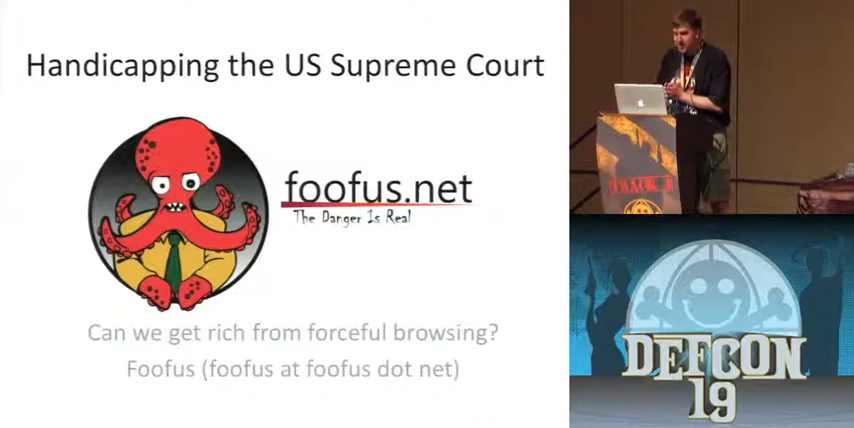 Handicapping the US Supreme Court
foofus.net
The Danger Is Real
Can we get rich from forceful browsing?
Foofus (foofus at foofus dot net)
DEFCON
19